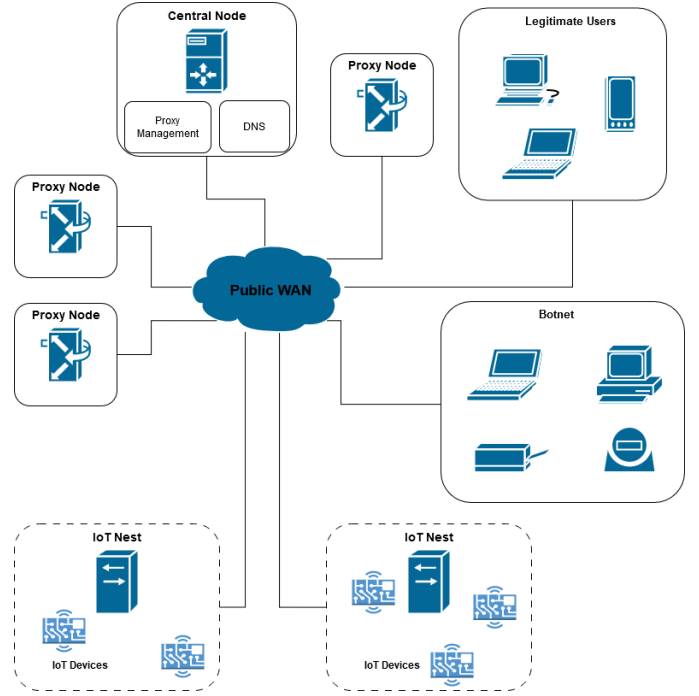 Central Node
Proxy
Management
DNS
Proxy Node
Legitimate Users
Proxy Node
Public WAN
Proxy Node
Botnet
IoT Nest
IoT Devices
IoT Nest
IoT Devices